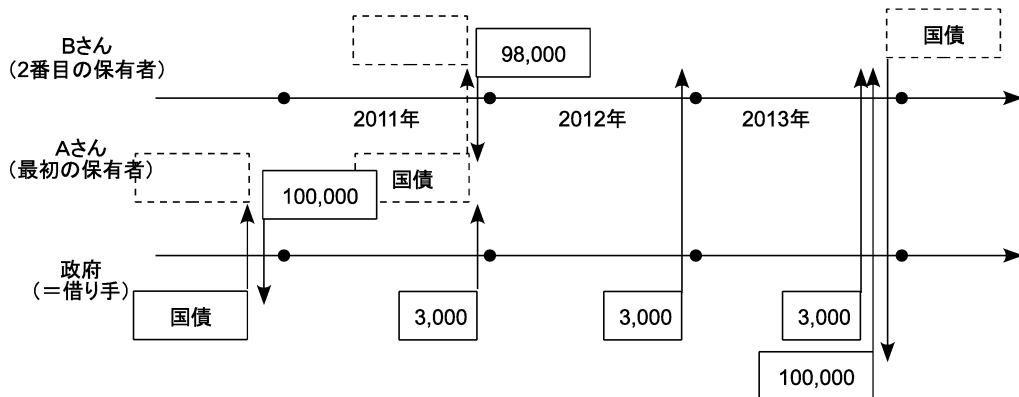 Bさん
(2番目の保有者)
98,000
国債
2011年
2012年
2013年
Aさん
(最初の保有者)
100,000
国債
政府
(＝借り手)
国債
3,000
3,000
3,000
100,000